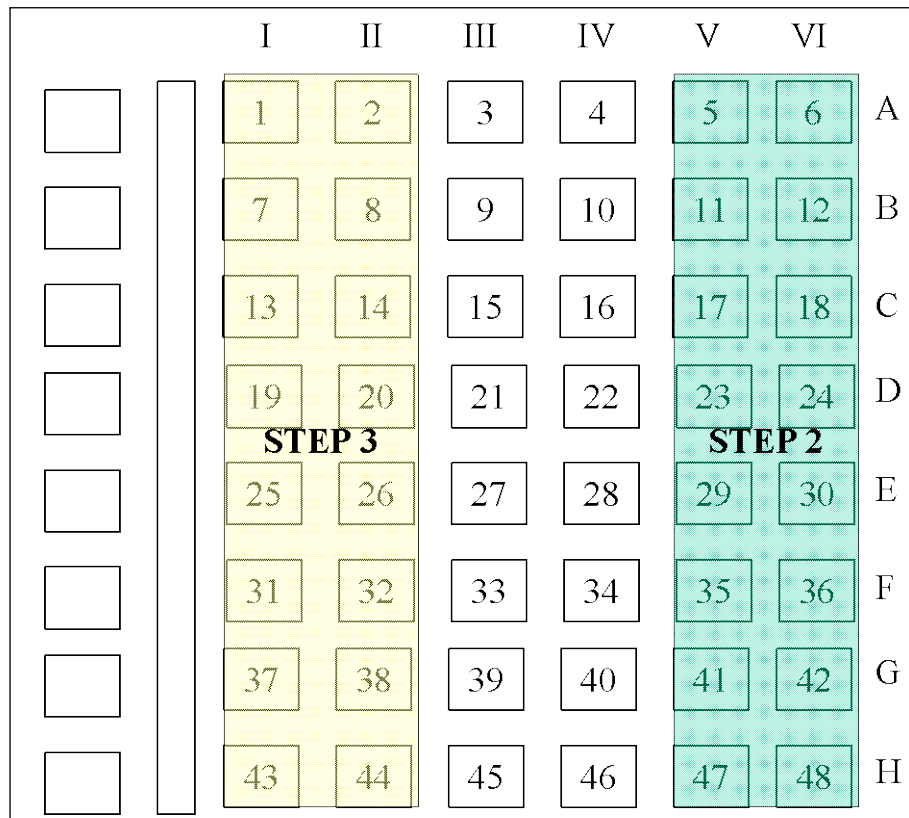 I II III IV V VI
1 2 3 4 5 6 A
7 8 9 10 11 12 B
13 14 15 16 17 18 C
19 20 21 22 23 24 D
STEP 3 STEP 2
25 26 27 28 29 30 E
31 32 33 34 35 36 F
37 38 39 40 41 42 G
43 44 45 46 47 48 H